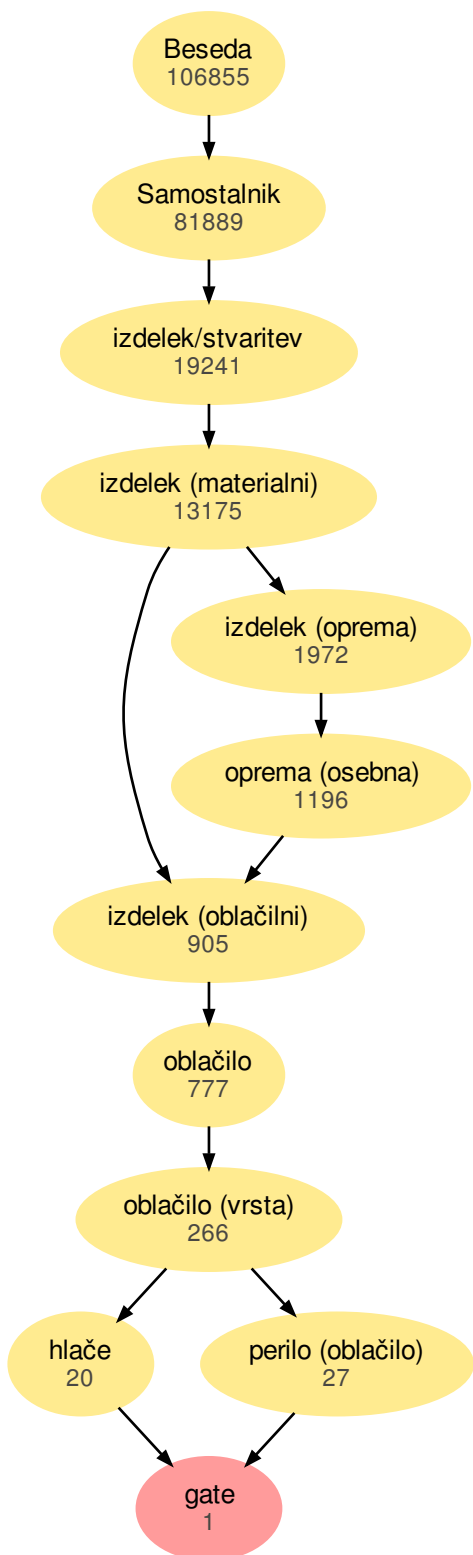 Beseda
106855
Samostalnik
81889
izdelek/stvaritev
19241
izdelek (materialni)
13175
izdelek (oprema)
1972
oprema (osebna)
1196
izdelek (oblačilni)
905
oblačilo
777
oblačilo (vrsta)
266
hlače
20
perilo (oblačilo)
27
gate
1